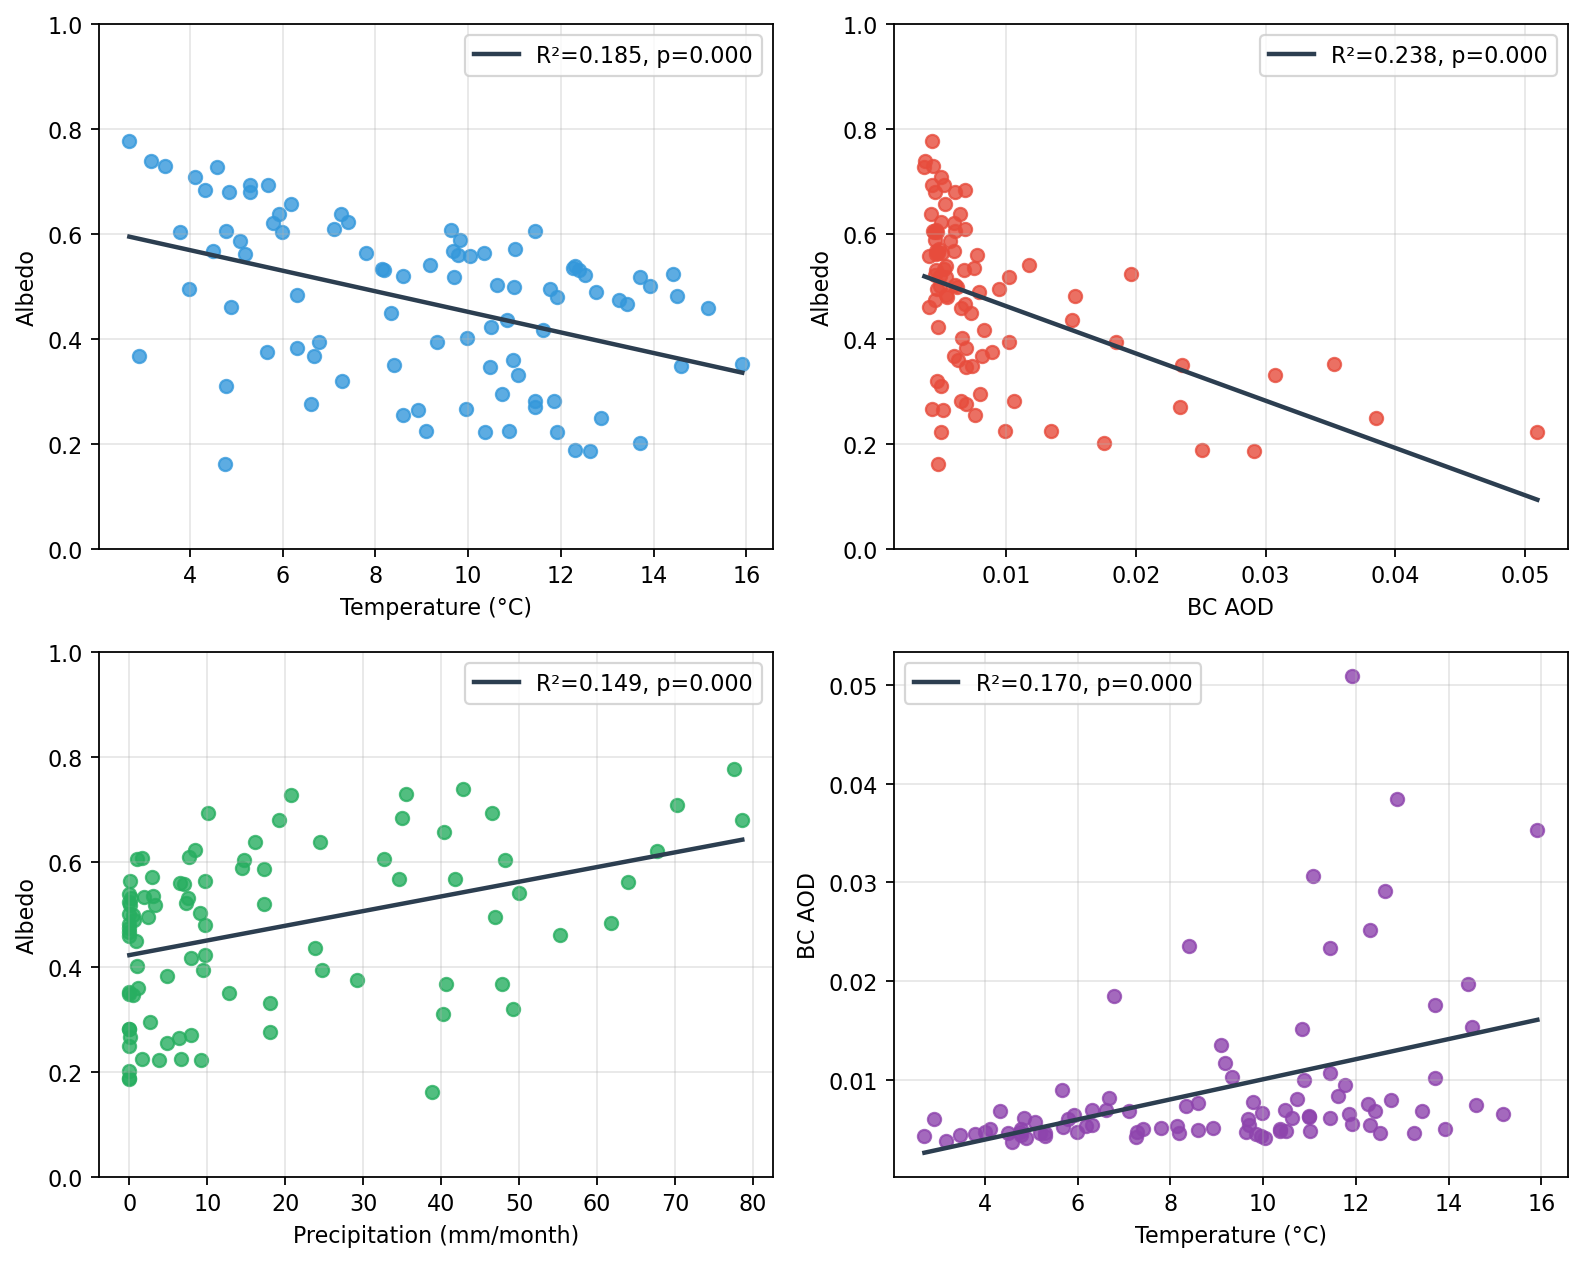 R²=0.185, p=0.000
Albedo
1.0
0.8
0.6
0.4
0.2
0.0
4 6 8 10 12 14 16
Temperature (°C)
R²=0.238, p=0.000
Albedo
1.0
0.8
0.6
0.4
0.2
0.0
0.01 0.02 0.03 0.04 0.05
BC AOD
R²=0.149, p=0.000
Albedo
1.0
0.8
0.6
0.4
0.2
0.0
0 10 20 30 40 50 60 70 80
Precipitation (mm/month)
R²=0.170, p=0.000
BC AOD
0.05
0.04
0.03
0.02
0.01
4 6 8 10 12 14 16
Temperature (°C)